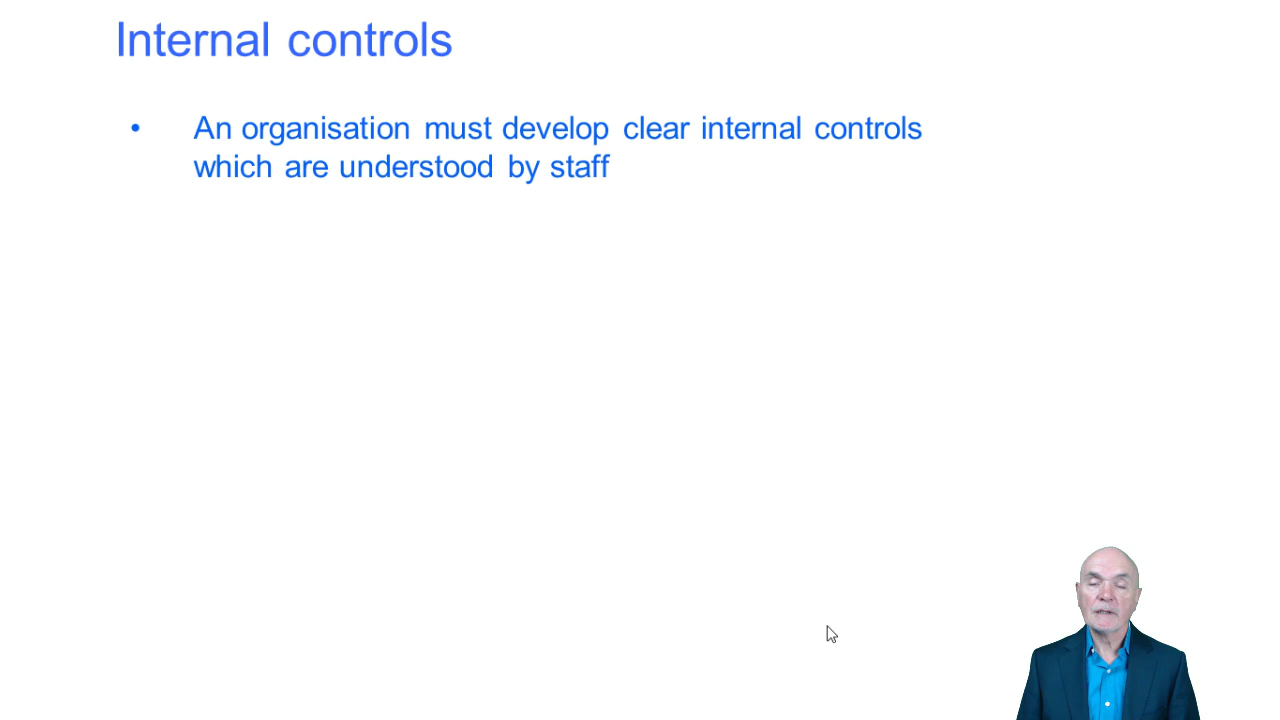 Internal controls
• An organisation must develop clear internal controls
which are understood by staff